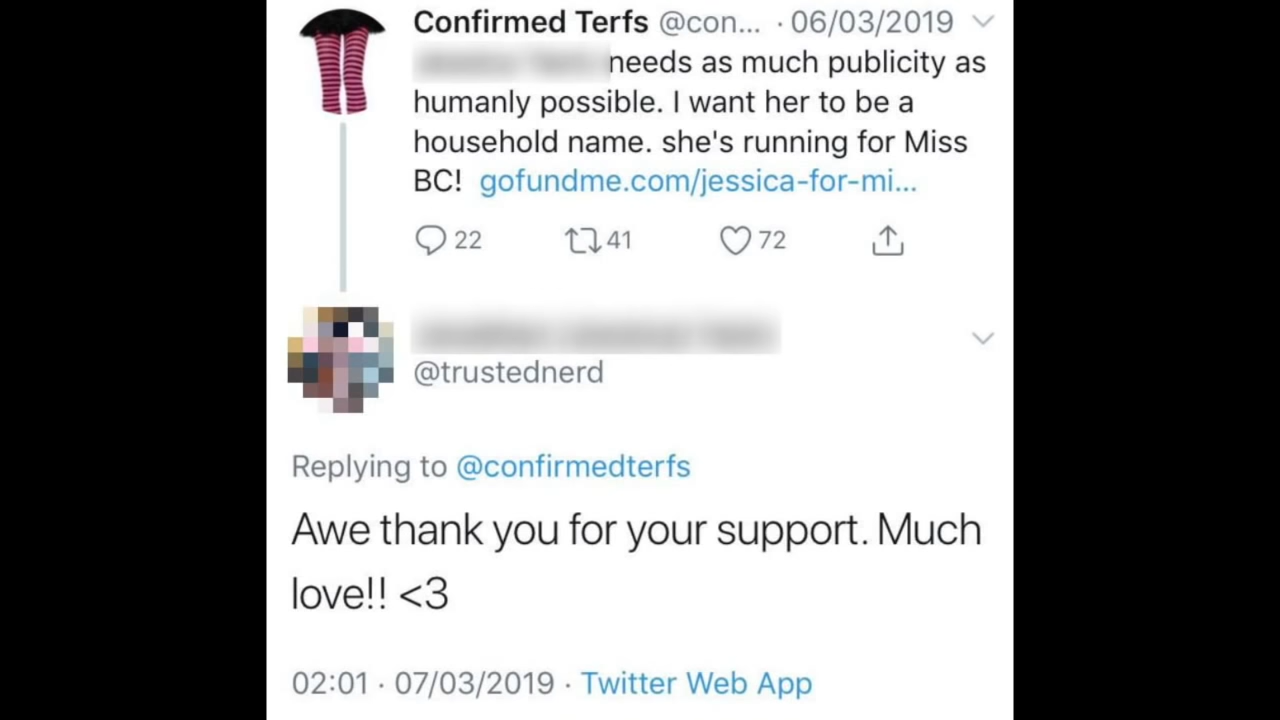 Confirmed Terfs @con... · 06/03/2019
needs as much publicity as
humanly possible. I want her to be a
household name. she's running for Miss
BC! gofundme.com/jessica-for-mi...
22 41 72
@trustednerd
Replying to @confirmedterfs
Awe thank you for your support. Much
love!! <3
02:01 · 07/03/2019 · Twitter Web App